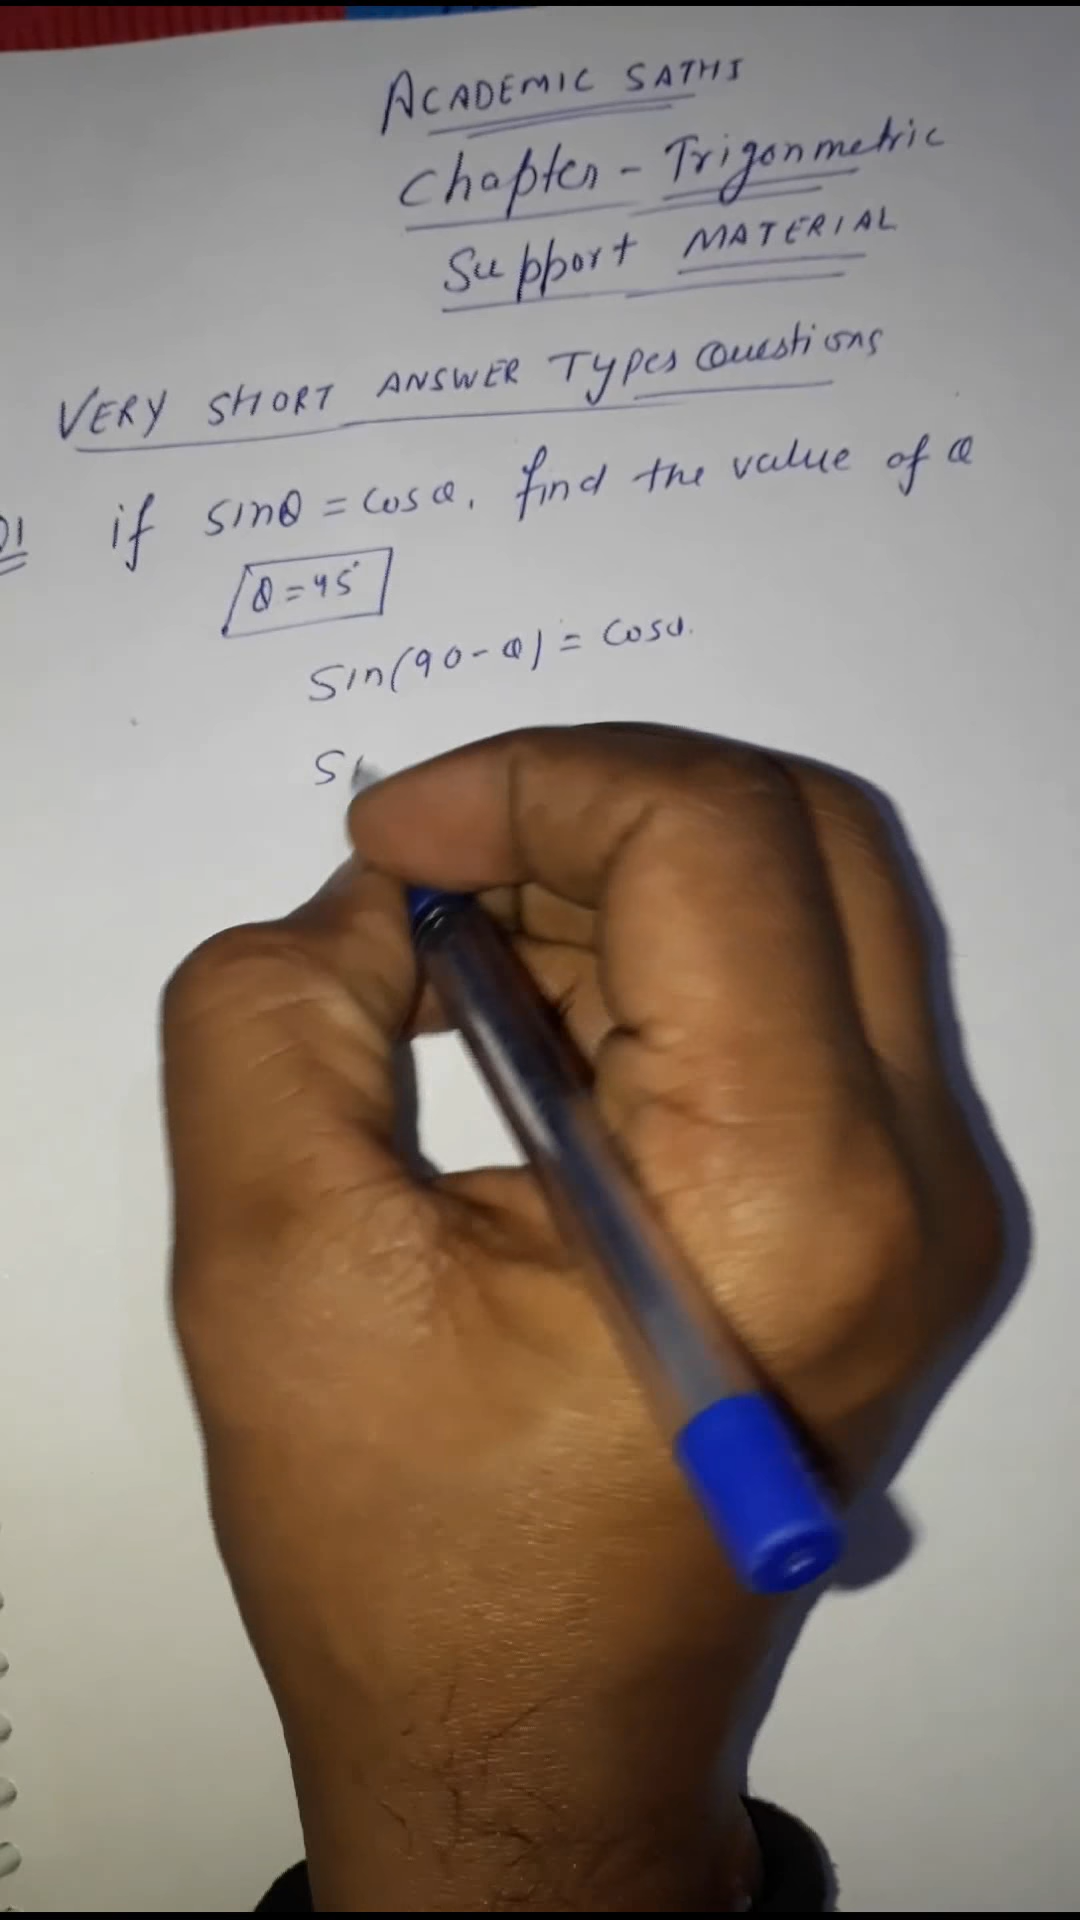 ACADEMIC SATHI
Chapter - Trigonmetric
Support MATERIAL
VERY SHORT ANSWER Types Questions
Q1 if sinθ = cosθ, find the value of θ
θ = 45°
Sin(90-θ) = Cosθ.
Si